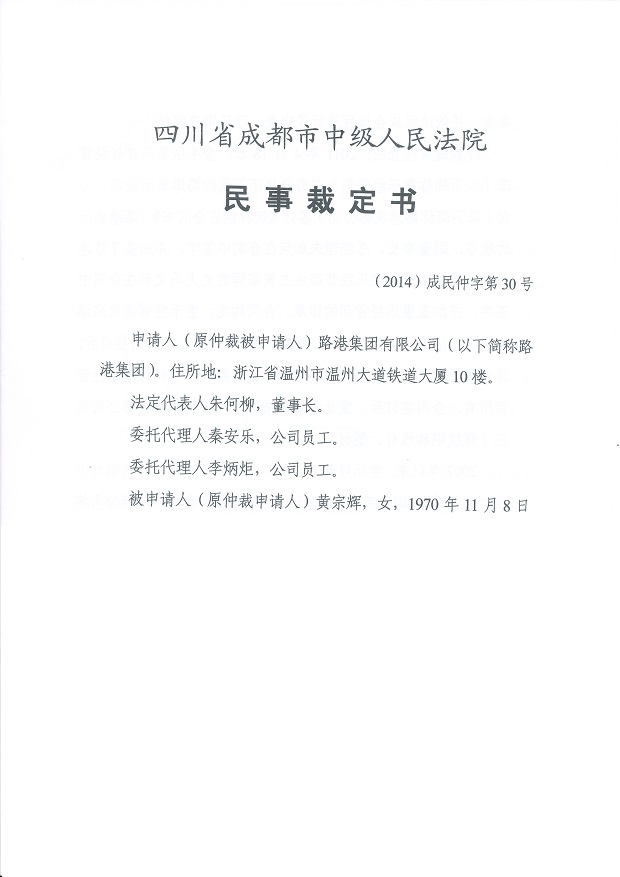 四川省成都市中级人民法院
民事裁定书
（2014）成民仲字第30号
申请人（原仲裁被申请人）路港集团有限公司（以下简称路
港集团）。住所地：浙江省温州市温州大道铁道大厦10楼。
法定代表人朱何柳，董事长。
委托代理人秦安乐，公司员工。
委托代理人李炳炬，公司员工。
被申请人（原仲裁申请人）黄宗辉，女，1970年11月8日